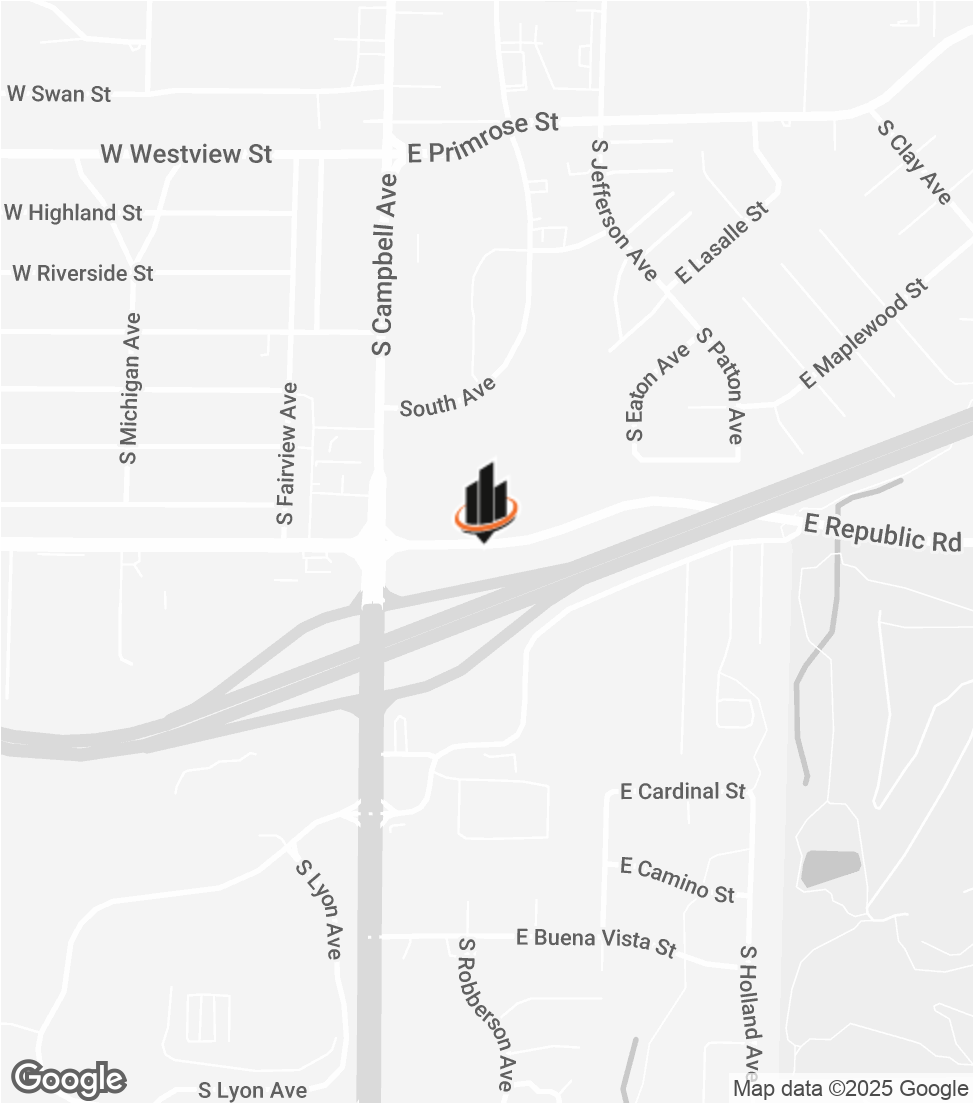 W Swan St
E Primrose St
W Westview St
S Clay Ave
S Jefferson Ave
W Highland St
S Campbell Ave
E Lasalle St
W Riverside St
E Maplewood St
S Michigan Ave
S Patton Ave
S Eaton Ave
South Ave
S Fairview Ave
E Republic Rd
E Cardinal St
E Camino St
S Lyon Ave
E Buena Vista St
S Robberson Ave
S Holland Ave
Google
S Lyon Ave
Map data ©2025 Google